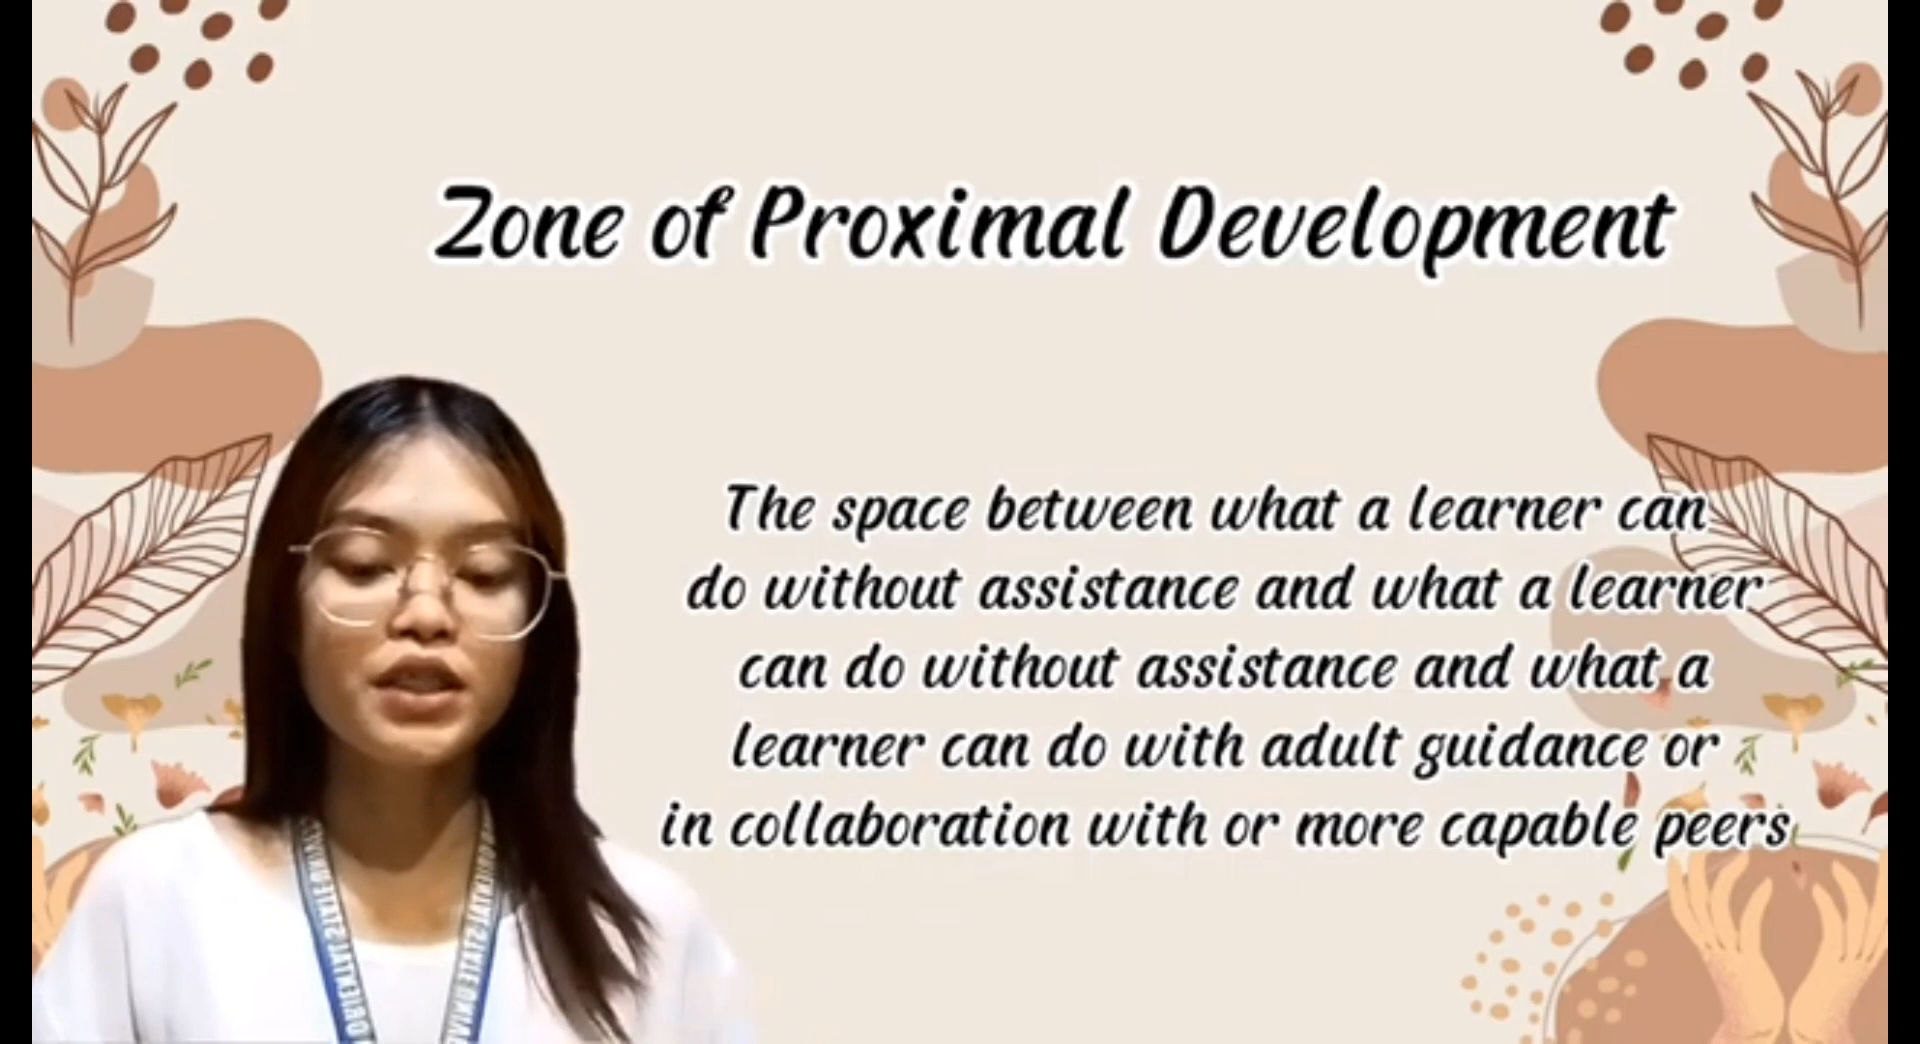 Zone of Proximal Development
The space between what a learner can
do without assistance and what a learner
can do without assistance and what a
learner can do with adult guidance or
in collaboration with or more capable peers